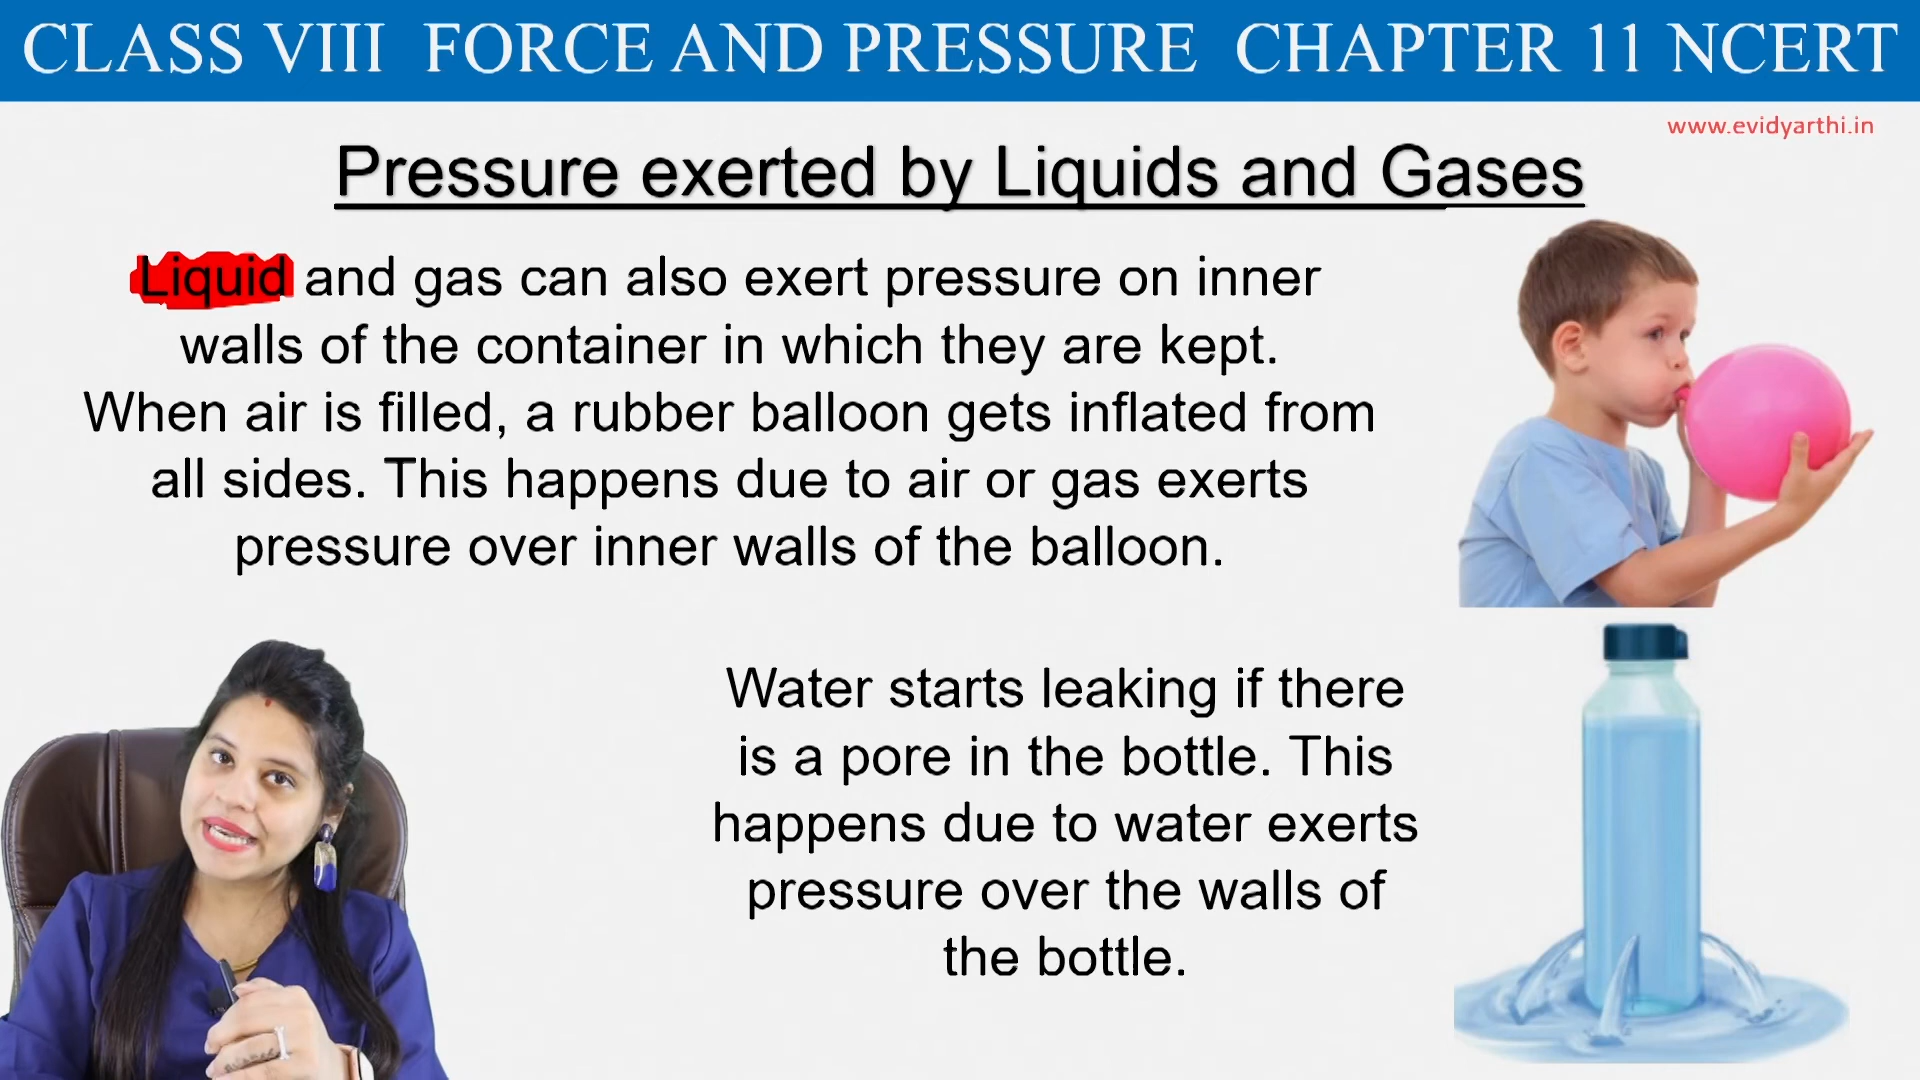 CLASS VIII FORCE AND PRESSURE CHAPTER 11 NCERT
www.evidyarthi.in
Pressure exerted by Liquids and Gases
Liquid and gas can also exert pressure on inner
walls of the container in which they are kept.
When air is filled, a rubber balloon gets inflated from
all sides. This happens due to air or gas exerts
pressure over inner walls of the balloon.
Water starts leaking if there
is a pore in the bottle. This
happens due to water exerts
pressure over the walls of
the bottle.